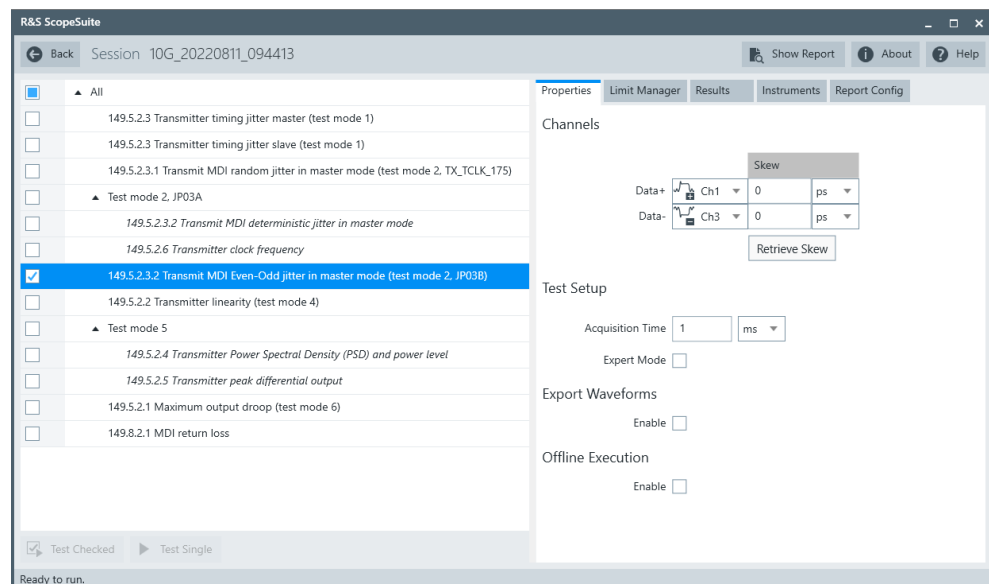 R&S ScopeSuite
Back Session 10G_20220811_094413 Show Report About Help
All
149.5.2.3 Transmitter timing jitter master (test mode 1)
149.5.2.3 Transmitter timing jitter slave (test mode 1)
149.5.2.3.1 Transmit MDI random jitter in master mode (test mode 2, TX_TCLK_175)
Test mode 2, JP03A
149.5.2.3.2 Transmit MDI deterministic jitter in master mode
149.5.2.6 Transmitter clock frequency
149.5.2.3.2 Transmit MDI Even-Odd jitter in master mode (test mode 2, JP03B)
149.5.2.2 Transmitter linearity (test mode 4)
Test mode 5
149.5.2.4 Transmitter Power Spectral Density (PSD) and power level
149.5.2.5 Transmitter peak differential output
149.5.2.1 Maximum output droop (test mode 6)
149.8.2.1 MDI return loss
Test Checked Test Single
Properties Limit Manager Results Instruments Report Config
Channels
Skew
Data+ Ch1 0 ps
Data- Ch3 0 ps
Retrieve Skew
Test Setup
Acquisition Time 1 ms
Expert Mode
Export Waveforms
Enable
Offline Execution
Enable
Ready to run.